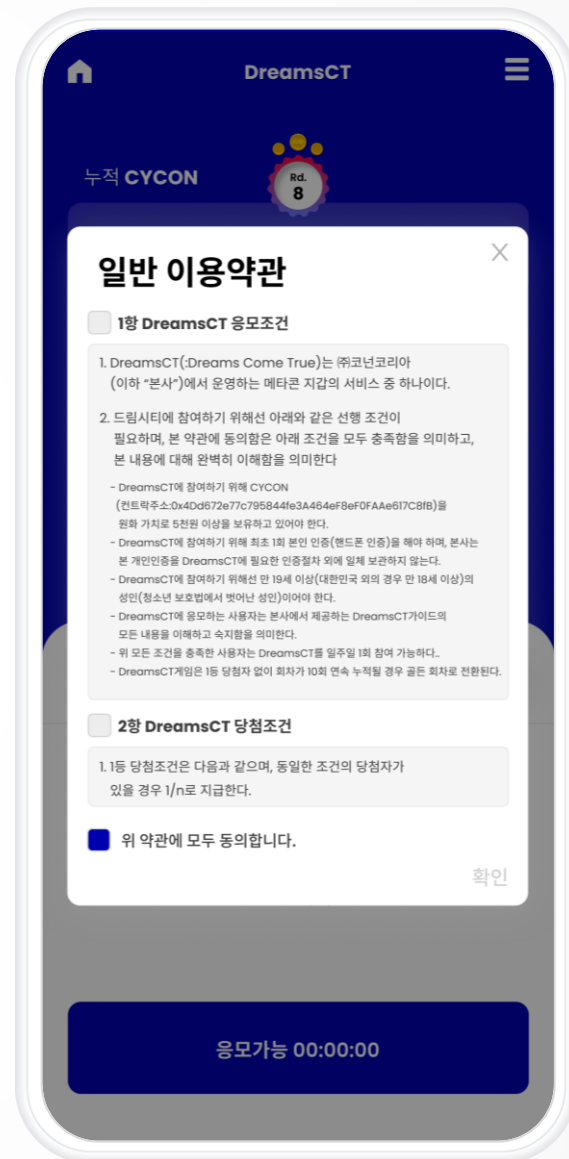 DreamsCT
누적 CYCON
Rd.
8
일반 이용약관
1항 DreamsCT 응모조건
1. DreamsCT(:Dreams Come True)는 ㈜코넌코리아
(이하 “본사”)에서 운영하는 메타콘 지갑의 서비스 중 하나이다.
2. 드림시티에 참여하기 위해선 아래와 같은 선행 조건이
필요하며, 본 약관에 동의함은 아래 조건을 모두 충족함을 의미하고,
본 내용에 대해 완벽히 이해함을 의미한다
- DreamsCT에 참여하기 위해 CYCON
(컨트락주소:0x4Dd672e77c795844fe3A464eF8eF0FAAe617C8fB)을
원화 가치로 5천원 이상을 보유하고 있어야 한다.
- DreamsCT에 참여하기 위해 최초 1회 본인 인증(핸드폰 인증)을 해야 하며, 본사는
본 개인인증을 DreamsCT에 필요한 인증절차 외에 일체 보관하지 않는다.
- DreamsCT에 참여하기 위해선 만 19세 이상(대한민국 외의 경우 만 18세 이상)의
성인(청소년 보호법에서 벗어난 성인)이어야 한다.
- DreamsCT에 응모하는 사용자는 본사에서 제공하는 DreamsCT가이드의
모든 내용을 이해하고 숙지함을 의미한다.
- 위 모든 조건을 충족한 사용자는 DreamsCT를 일주일 1회 참여 가능하다..
- DreamsCT게임은 1등 당첨자 없이 회차가 10회 연속 누적될 경우 골든 회차로 전환된다.
2항 DreamsCT 당첨조건
1. 1등 당첨조건은 다음과 같으며, 동일한 조건의 당첨자가
있을 경우 1/n로 지급한다.
위 약관에 모두 동의합니다.
확인
응모가능 00:00:00